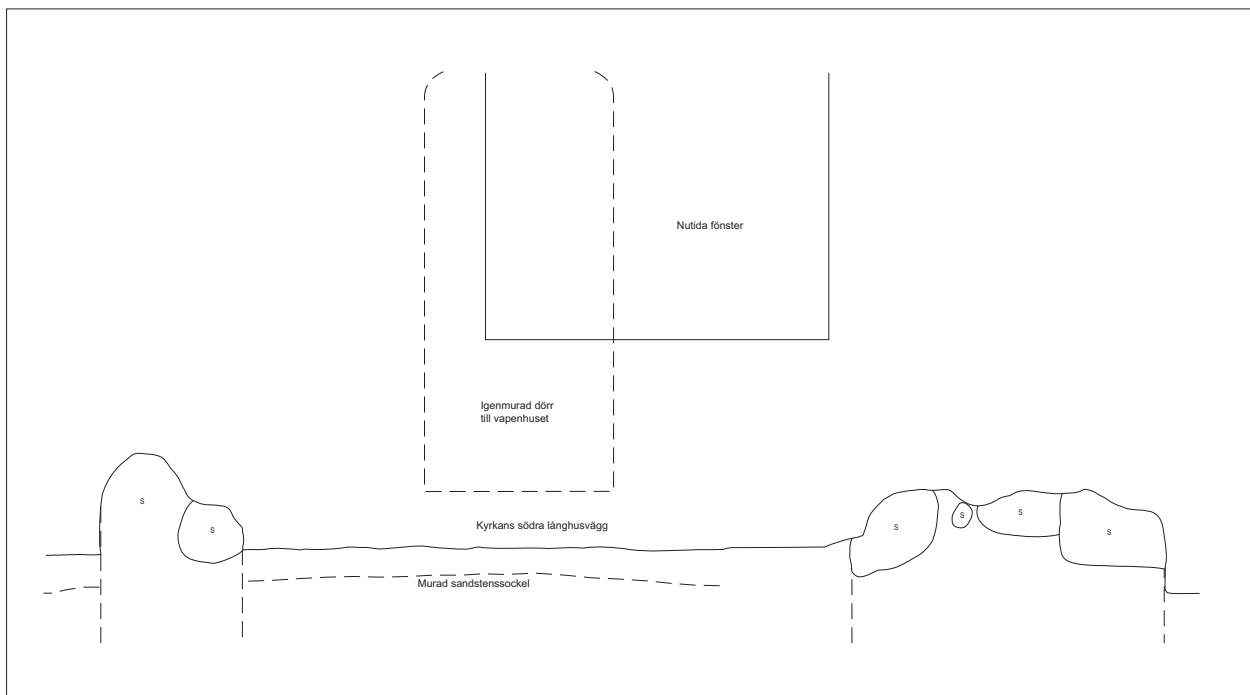 Nutida fönster
Igenmurad dörr
till vapenhuset
S
S
S
S
S
S
Kyrkans södra långhusvägg
Murad sandstenssockel